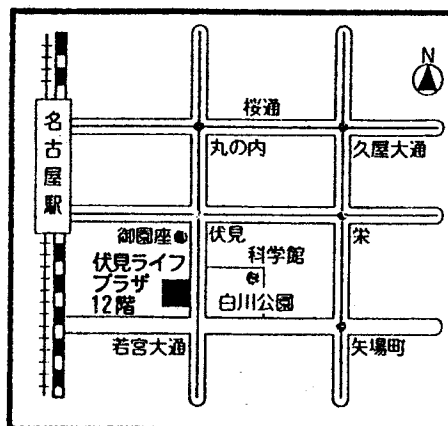 N
桜通
名古屋駅
丸の内
久屋大通
御園座
伏見
栄
科学館
伏見ライフ
プラザ
12階
白川公園
若宮大通
矢場町